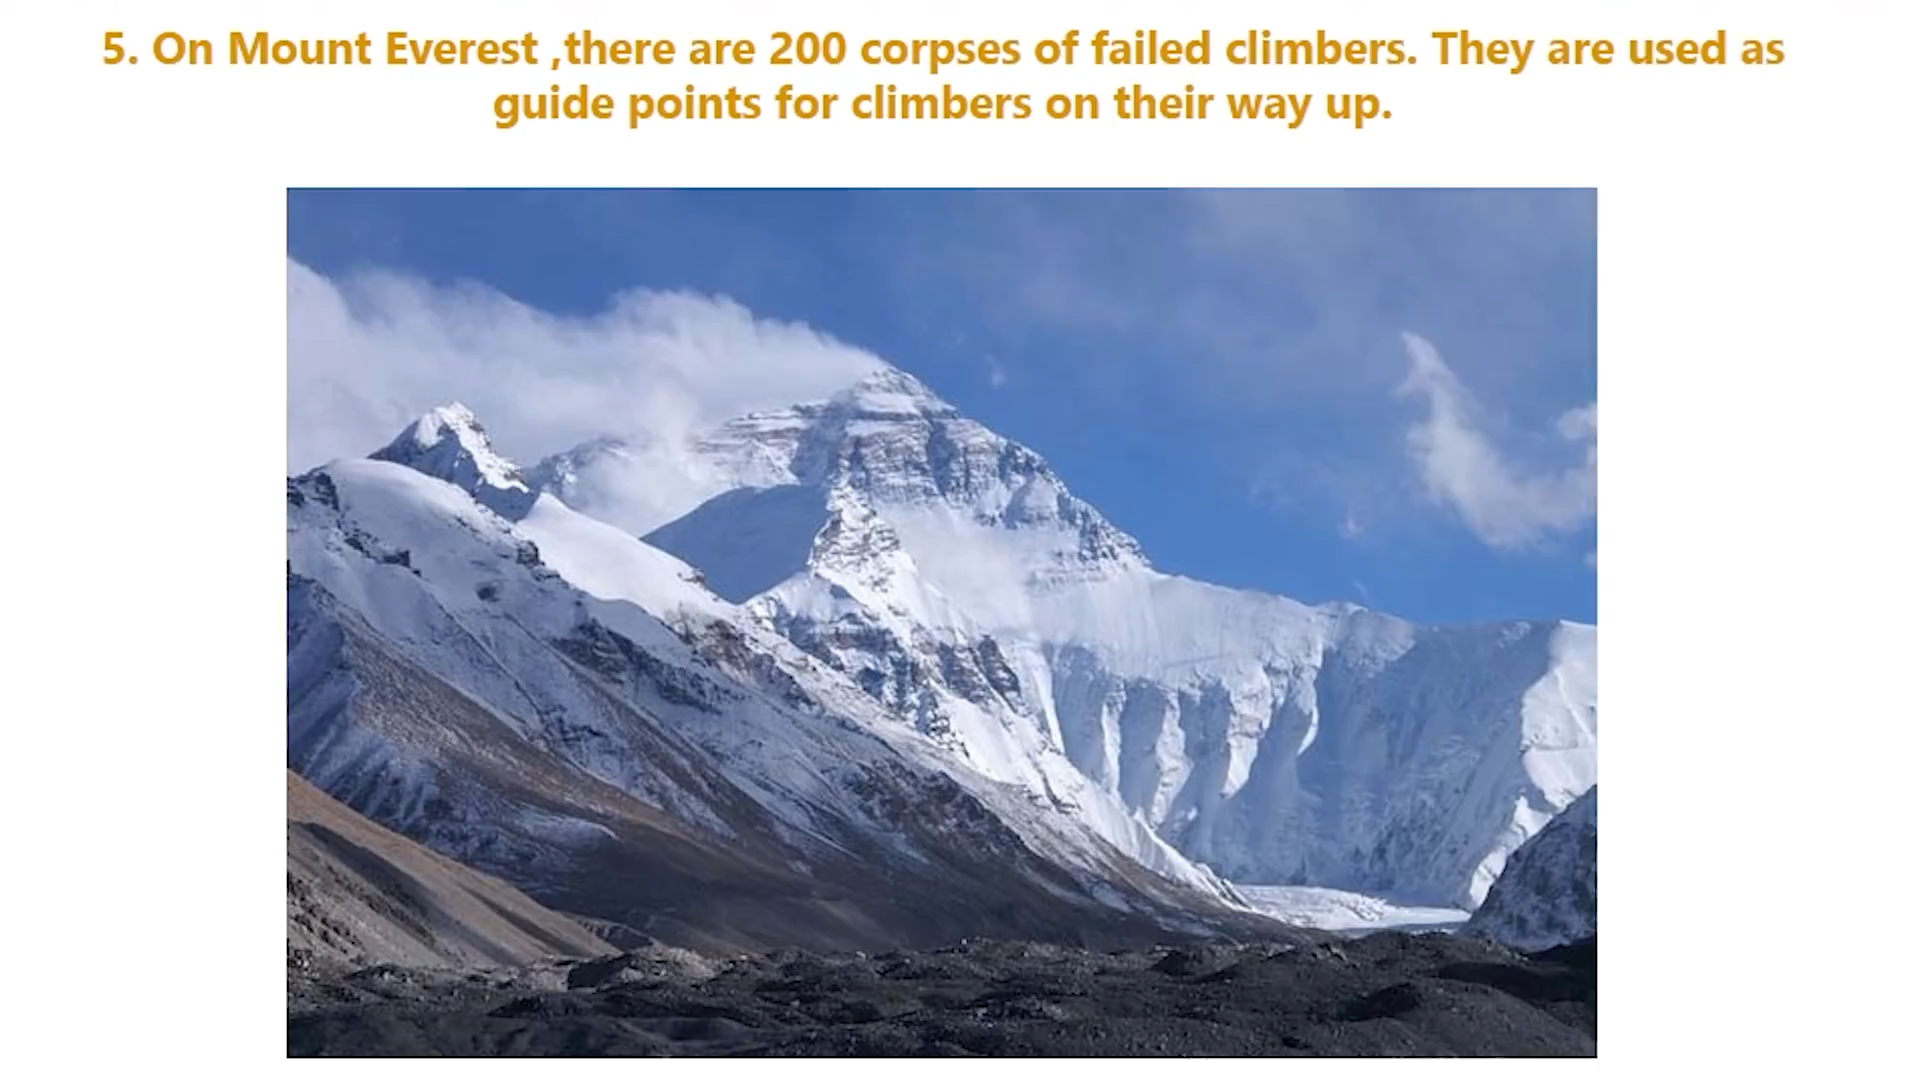 5. On Mount Everest ,there are 200 corpses of failed climbers. They are used as
guide points for climbers on their way up.